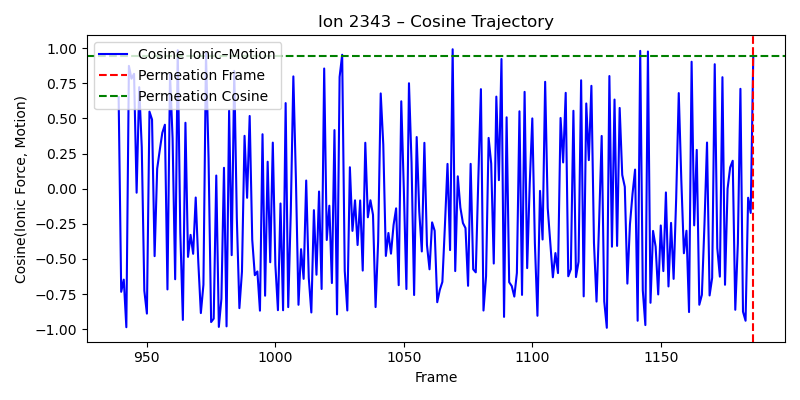 Ion 2343 – Cosine Trajectory
Cosine(Ionic Force, Motion)
1.00
0.75
0.50
0.25
0.00
−0.25
−0.50
−0.75
−1.00
Cosine Ionic–Motion
Permeation Frame
Permeation Cosine
950
1000
1050
1100
1150
Frame